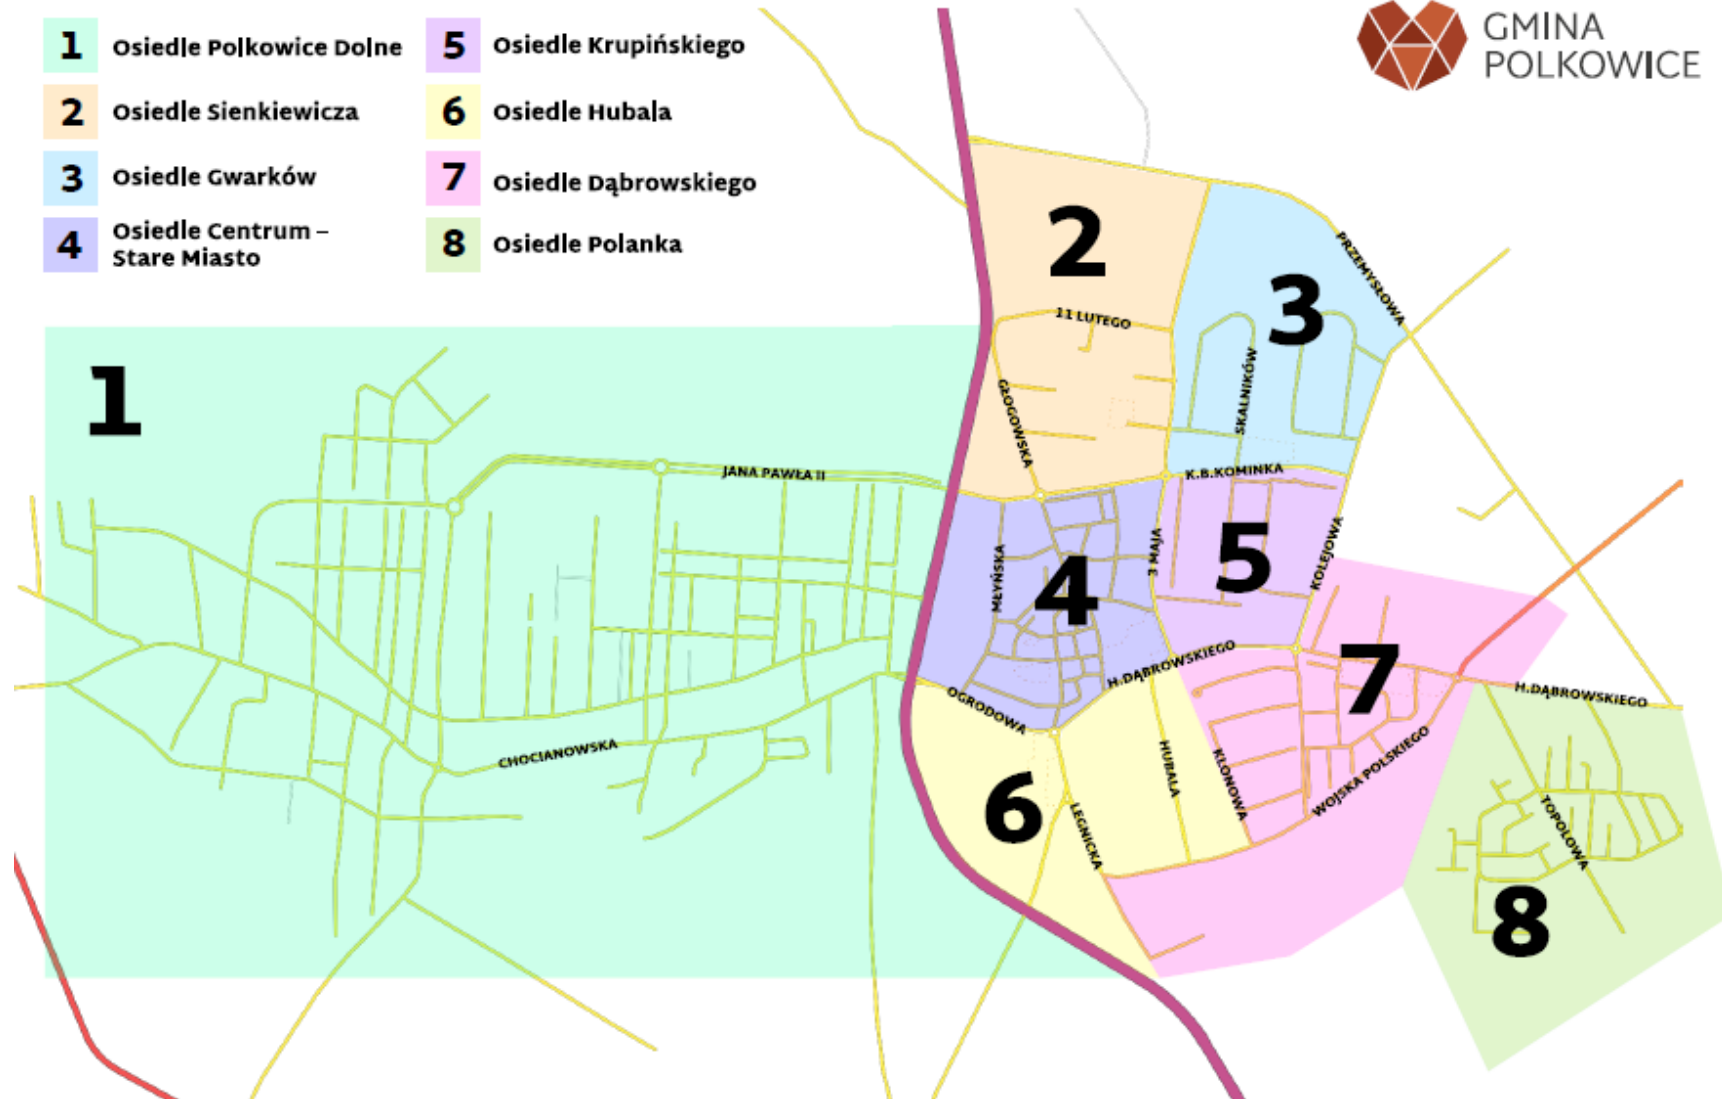 1 Osiedle Polkowice Dolne
2 Osiedle Sienkiewicza
3 Osiedle Gwarków
4 Osiedle Centrum –
Stare Miasto
5 Osiedle Krupińskiego
6 Osiedle Hubala
7 Osiedle Dąbrowskiego
8 Osiedle Polanka
GMINA
POLKOWICE
2
PRZEMYSŁOWA
3
11 LUTEGO
1
SKALNIKÓW
GŁOGOWSKA
JANA PAWŁA II
K.B.KOMINKA
MŁYŃSKA
3 MAJA
5
KOLEJOWA
4
H.DĄBROWSKIEGO
7
H.DĄBROWSKIEGO
OGRODOWA
CHOCIANOWSKA
HUBALA
KLONOWA
WOJSKA POLSKIEGO
6
LEGNICKA
TOPOLOWA
8